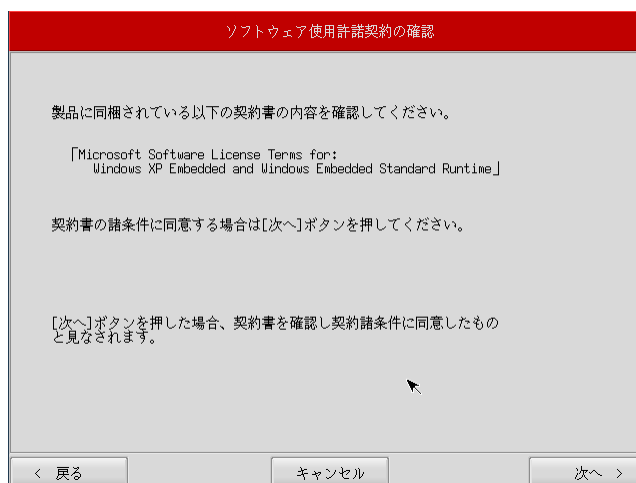 ソフトウェア使用許諾契約の確認
製品に同梱されている以下の契約書の内容を確認してください。
「Microsoft Software License Terms for:
Windows XP Embedded and Windows Embedded Standard Runtime」
契約書の諸条件に同意する場合は[次へ]ボタンを押してください。
[次へ]ボタンを押した場合、契約書を確認し契約諸条件に同意したもの
と見なされます。
< 戻る
キャンセル
次へ >